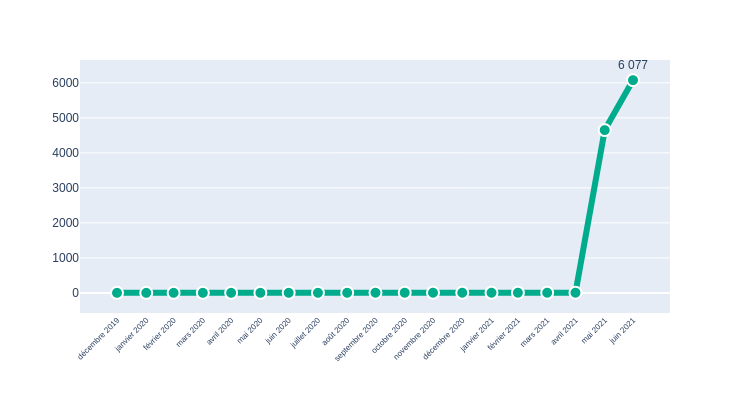 6 077
6000
5000
4000
3000
2000
1000
0
décembre 2019
janvier 2020
février 2020
mars 2020
avril 2020
mai 2020
juin 2020
juillet 2020
août 2020
septembre 2020
octobre 2020
novembre 2020
décembre 2020
janvier 2021
février 2021
mars 2021
avril 2021
mai 2021
juin 2021